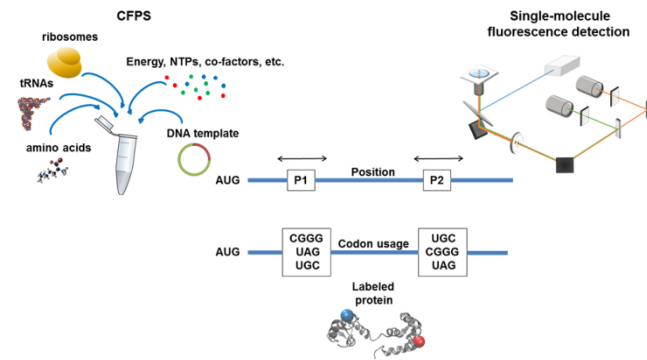 CFPS
ribosomes
Energy, NTPs, co-factors, etc.
tRNAs
amino acids
DNA template
Single-molecule
fluorescence detection
AUG P1 Position P2
AUG CGGG Codon usage UGC
UAG CGGG
UGC UAG
Labeled
protein